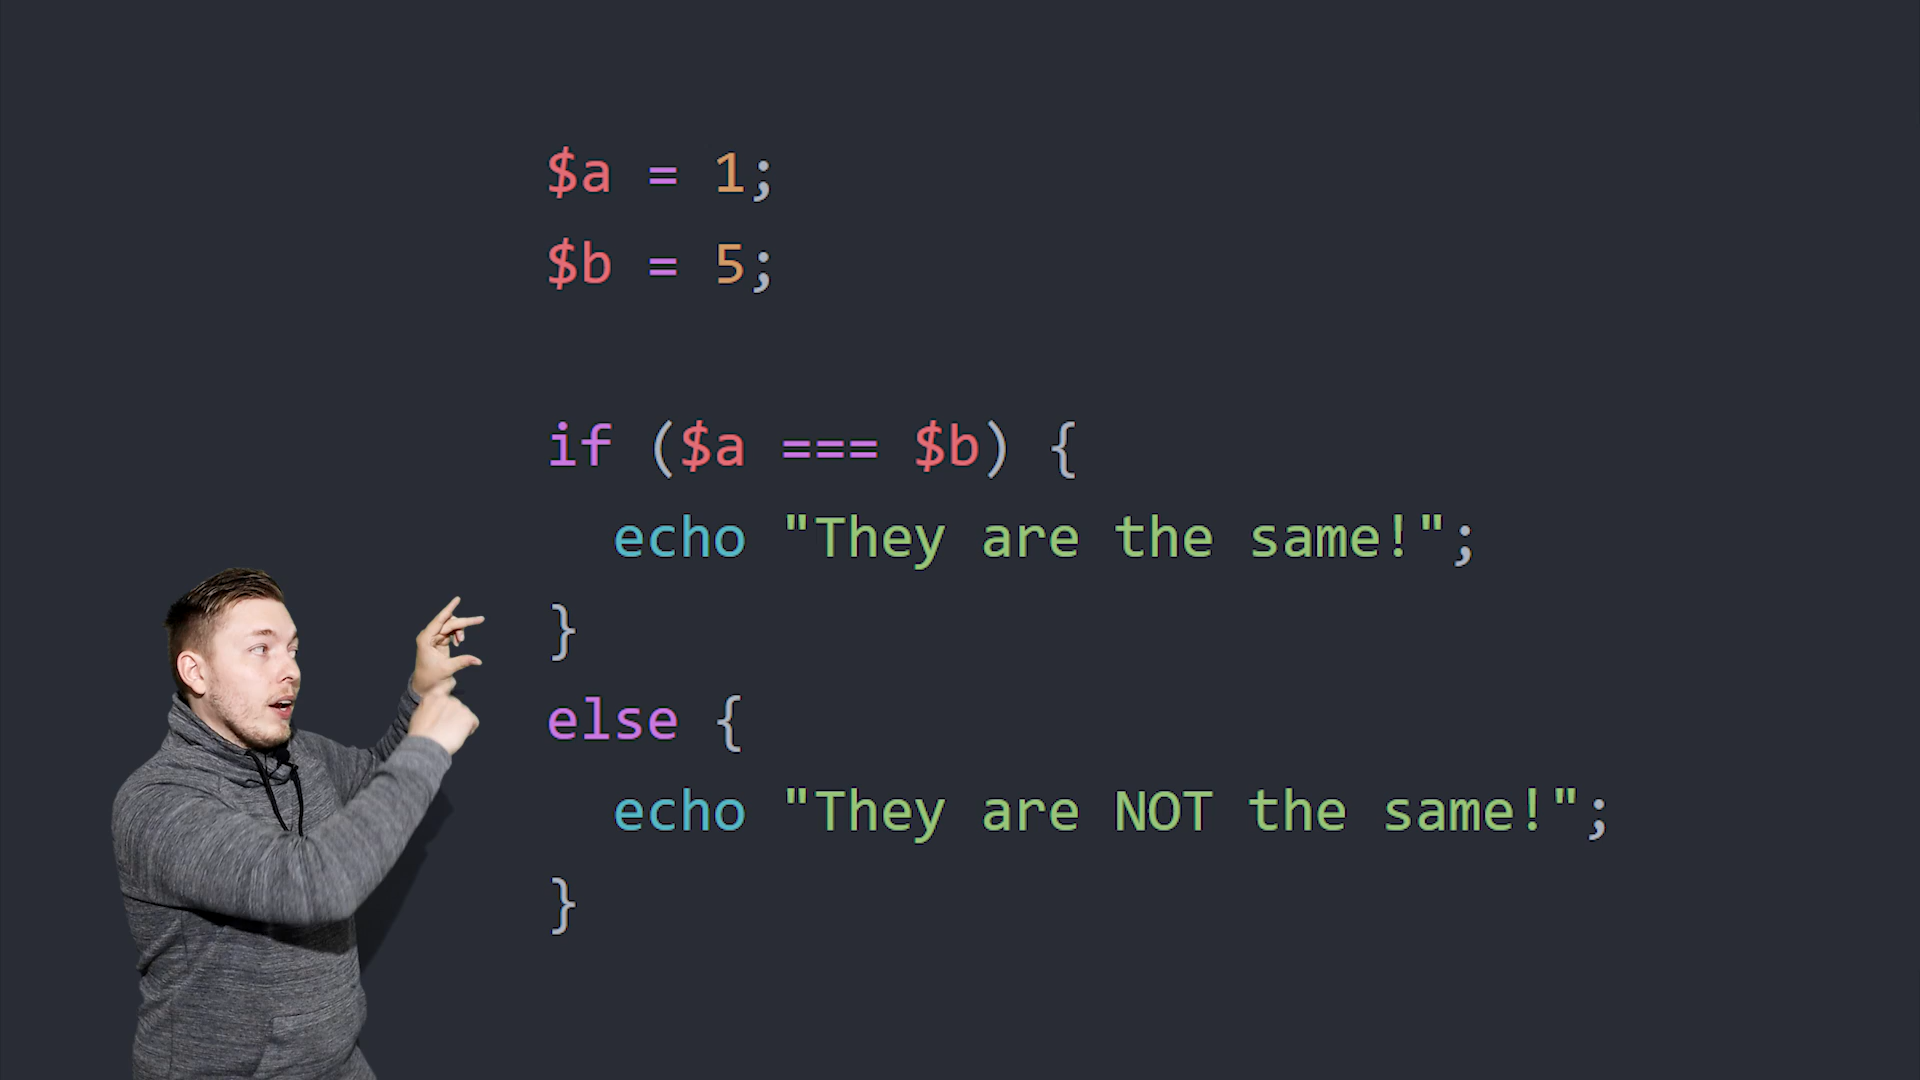 $a = 1;
$b = 5;
if ($a === $b) {
echo "They are the same!";
}
else {
echo "They are NOT the same!";
}